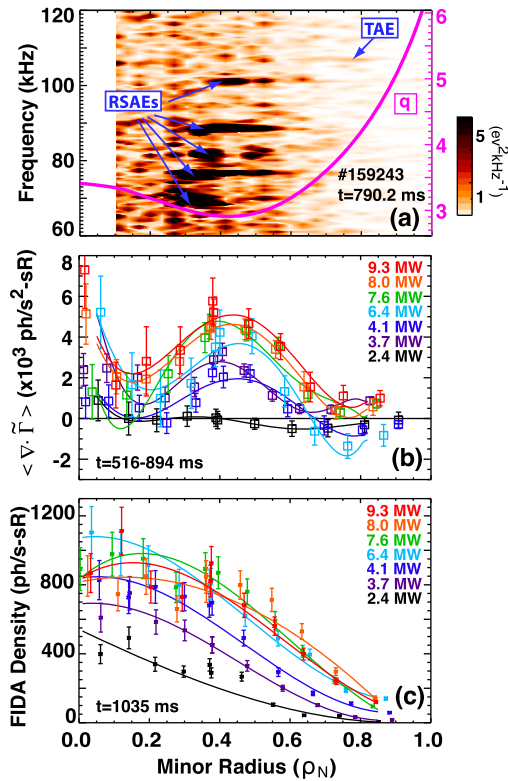 120
100
80
60
Frequency (kHz)
TAE
RSAEs
q
#159243
t=790.2 ms
(a)
6
5
4
3
5
1
(ev²kHz⁻¹)
8
6
4
2
0
-2
< ∇· Γ̃ > (x10³ ph/s²-sR)
9.3 MW
8.0 MW
7.6 MW
6.4 MW
4.1 MW
3.7 MW
2.4 MW
t=516-894 ms
(b)
1200
800
400
0
FIDA Density (ph/s-sR)
9.3 MW
8.0 MW
7.6 MW
6.4 MW
4.1 MW
3.7 MW
2.4 MW
t=1035 ms
(c)
0.0 0.2 0.4 0.6 0.8 1.0
Minor Radius (ρN)